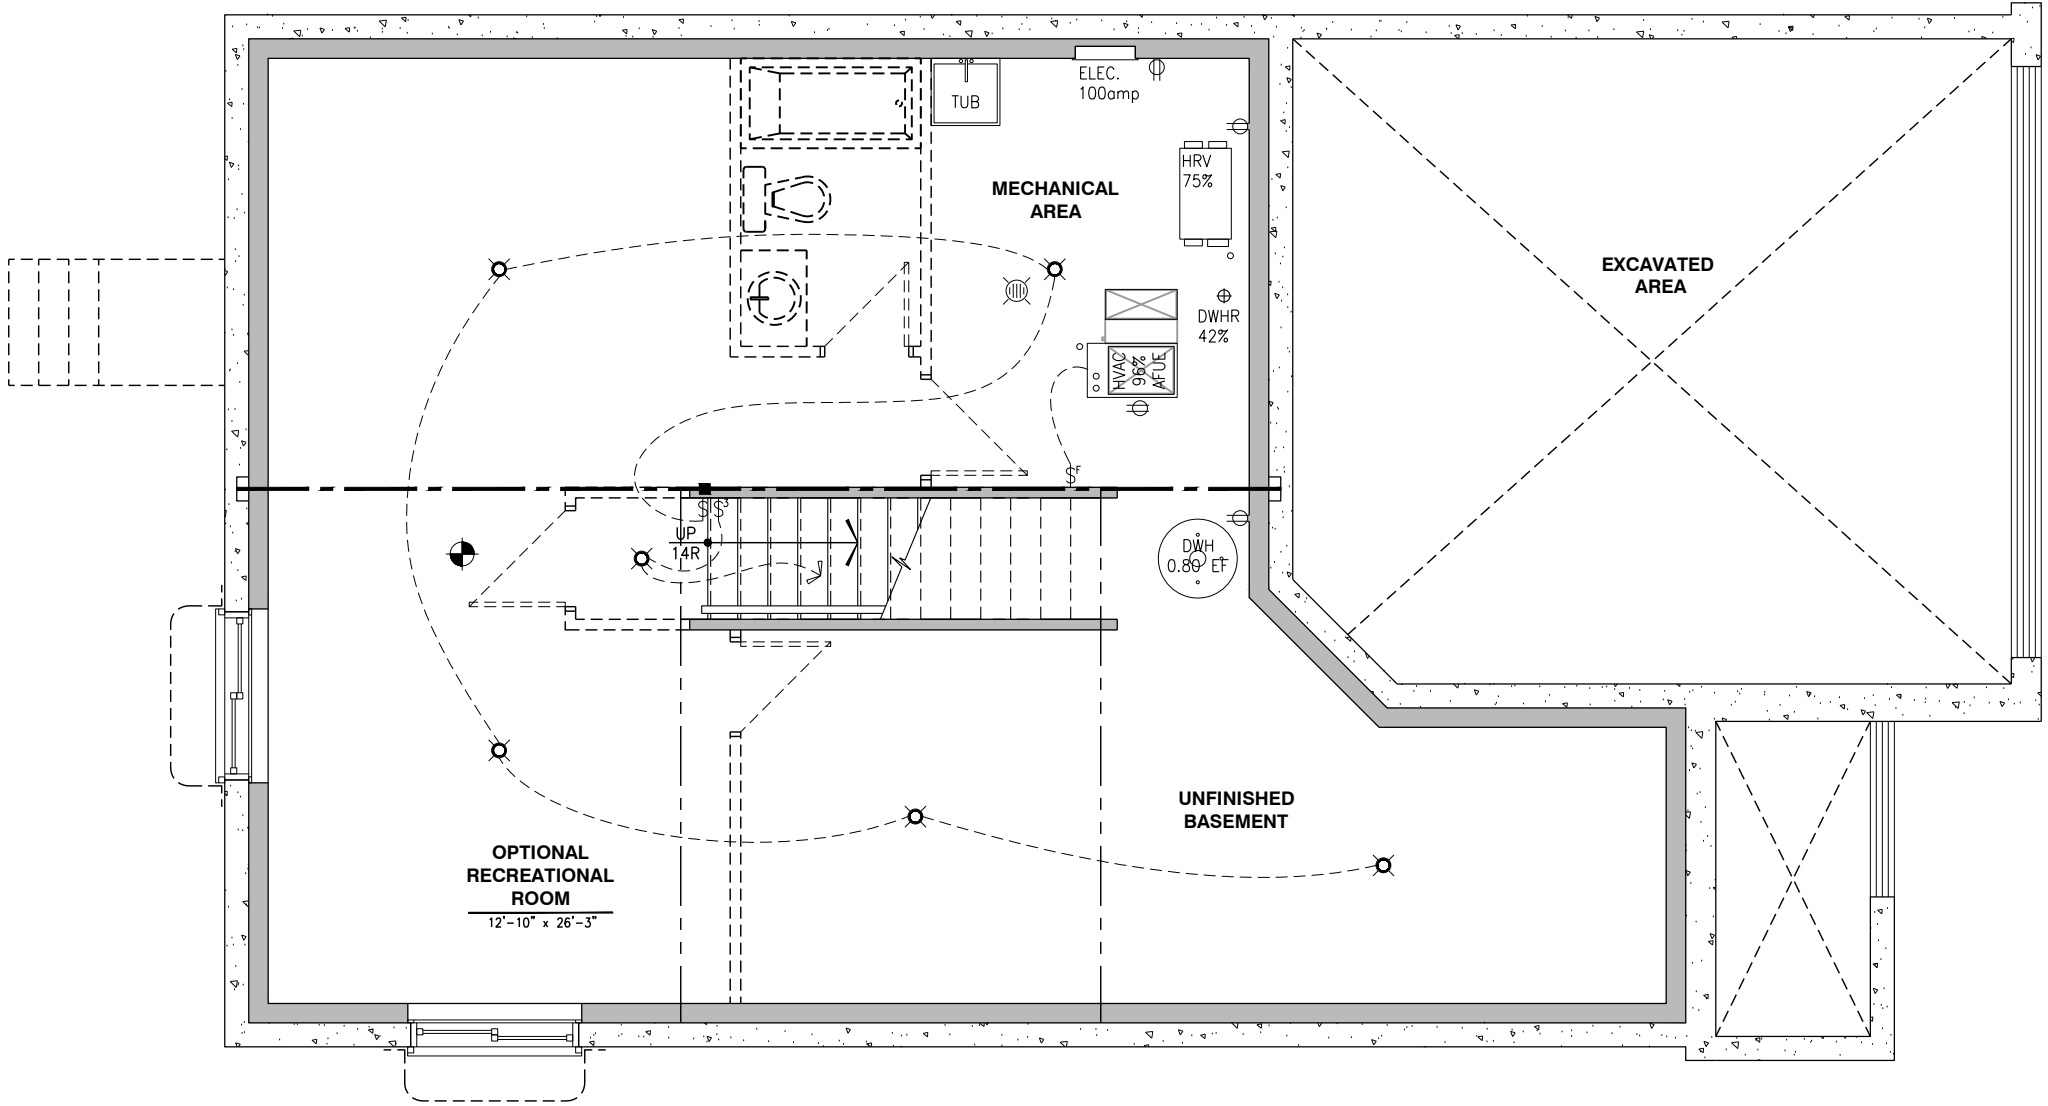 ELEC.
100amp
TUB
HRV
75%
MECHANICAL
AREA
EXCAVATED
AREA
DWHR
42%
HVAC
96%
AFUE
S F
S S 3
UP
14R
DWH
0.80 EF
UNFINISHED
BASEMENT
OPTIONAL
RECREATIONAL
ROOM
12'-10" x 26'-3"